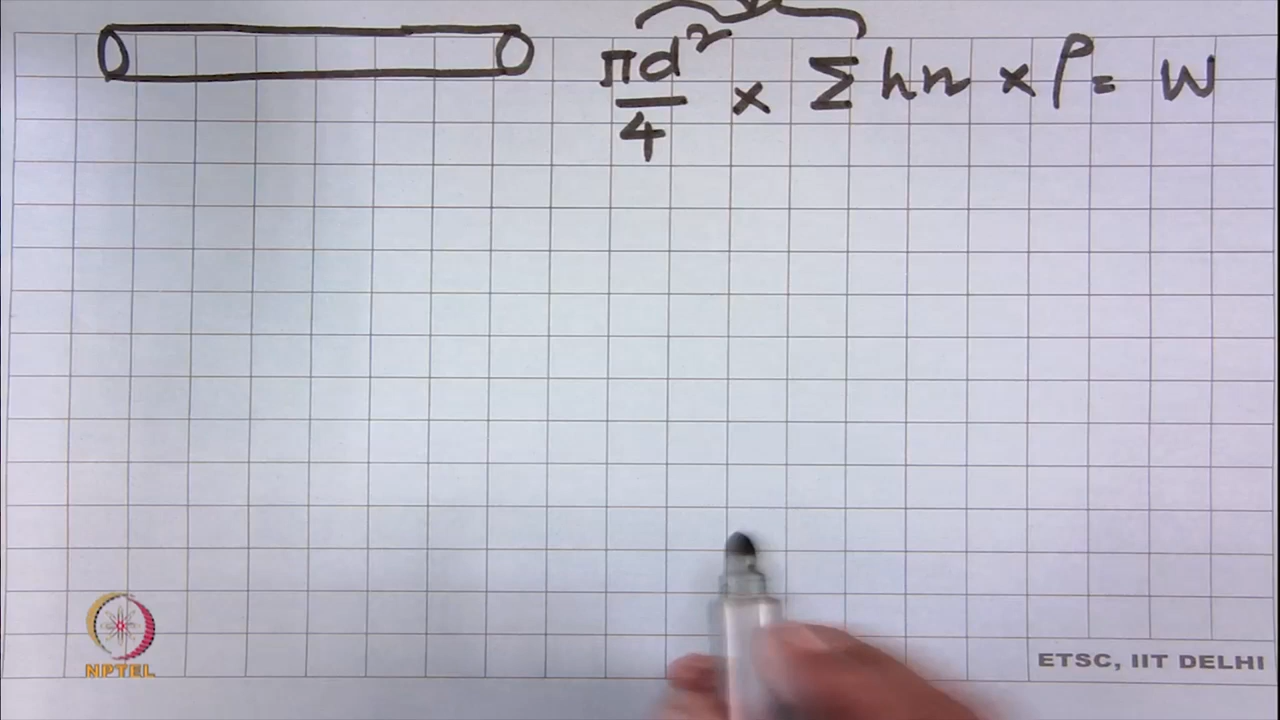 πd²/4 × Σ hn × ρ = W
NPTEL
ETSC, IIT DELHI